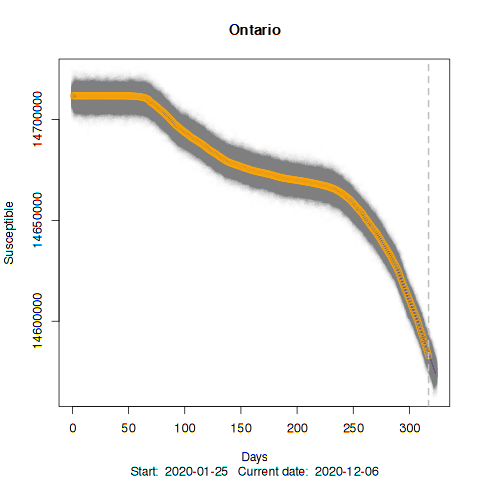 Ontario
Susceptible
14700000
14650000
14600000
0 50 100 150 200 250 300
Days
Start: 2020-01-25 Current date: 2020-12-06